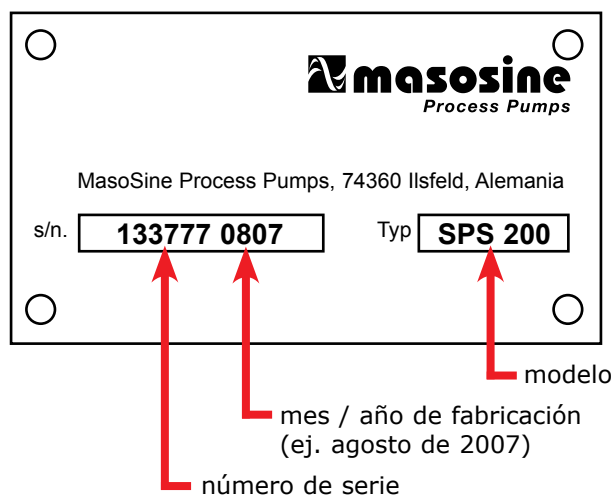 masosine
Process Pumps
MasoSine Process Pumps, 74360 Ilsfeld, Alemania
s/n. 133777 0807 Typ SPS 200
modelo
mes / año de fabricación
(ej. agosto de 2007)
número de serie